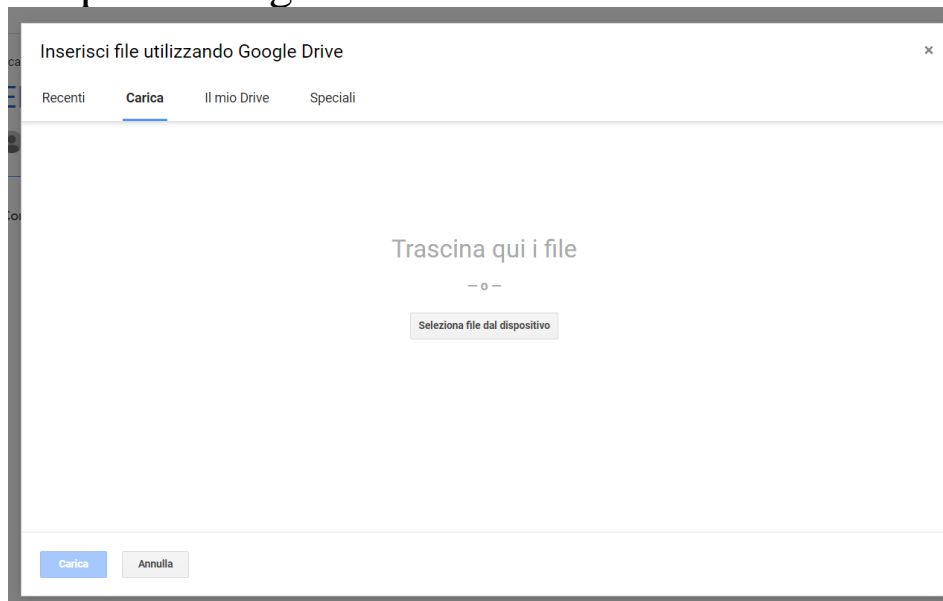 Inserisci file utilizzando Google Drive
×
Recenti Carica Il mio Drive Speciali
Trascina qui i file
— o —
Seleziona file dal dispositivo
Carica Annulla